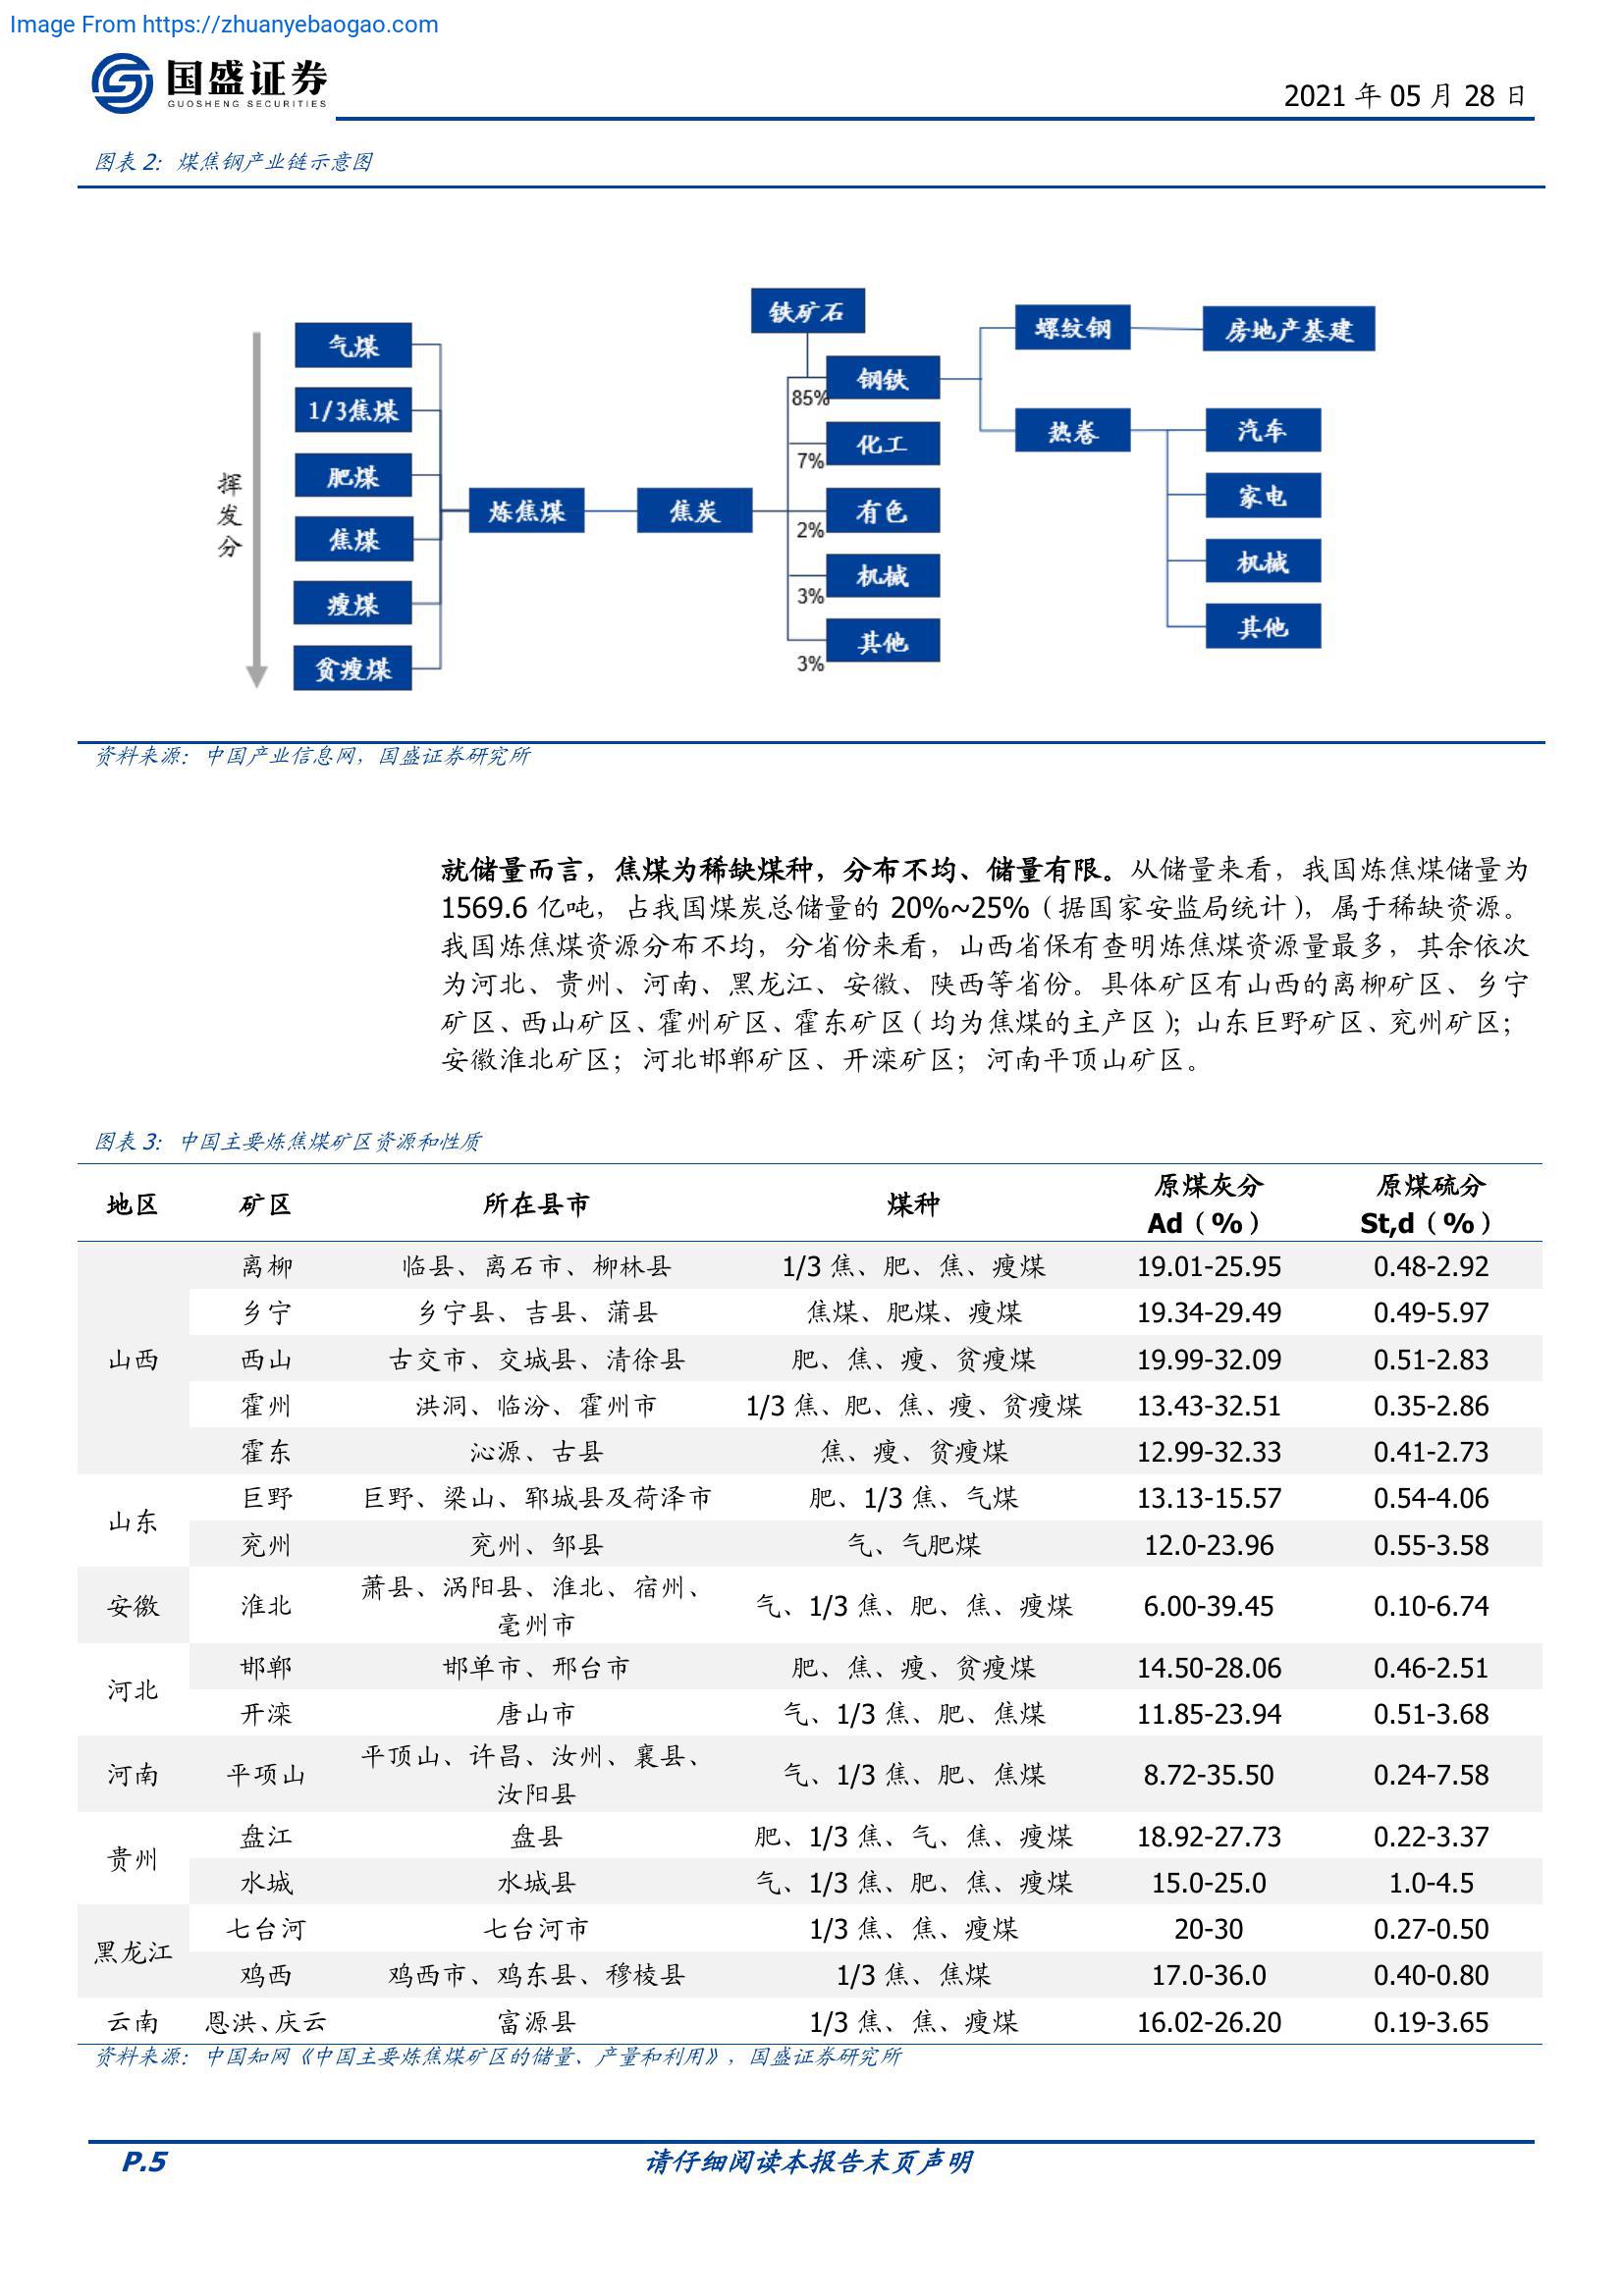 Image From https://zhuanyebaogao.com
国盛证券
GUOSHENG SECURITIES
2021 年 05 月 28 日
图表 2: 煤焦钢产业链示意图
挥发分
气煤
1/3焦煤
肥煤
焦煤
瘦煤
贫瘦煤
炼焦煤
焦炭
铁矿石
85%
钢铁
7%
化工
2%
有色
3%
机械
3%
其他
螺纹钢
房地产基建
热卷
汽车
家电
机械
其他
资料来源：中国产业信息网，国盛证券研究所
就储量而言，焦煤为稀缺煤种，分布不均、储量有限。从储量来看，我国炼焦煤储量为
1569.6 亿吨，占我国煤炭总储量的 20%~25%（据国家安监局统计），属于稀缺资源。
我国炼焦煤资源分布不均，分省份来看，山西省保有查明炼焦煤资源量最多，其余依次
为河北、贵州、河南、黑龙江、安徽、陕西等省份。具体矿区有山西的离柳矿区、乡宁
矿区、西山矿区、霍州矿区、霍东矿区（均为焦煤的主产区）；山东巨野矿区、兖州矿区；
安徽淮北矿区；河北邯郸矿区、开滦矿区；河南平顶山矿区。
图表 3: 中国主要炼焦煤矿区资源和性质
地区 矿区 所在县市 煤种 原煤灰分 Ad（%） 原煤硫分 St,d（%）
山西 离柳 临县、离石市、柳林县 1/3 焦、肥、焦、瘦煤 19.01-25.95 0.48-2.92
乡宁 乡宁县、吉县、蒲县 焦煤、肥煤、瘦煤 19.34-29.49 0.49-5.97
西山 古交市、交城县、清徐县 肥、焦、瘦、贫瘦煤 19.99-32.09 0.51-2.83
霍州 洪洞、临汾、霍州市 1/3 焦、肥、焦、瘦、贫瘦煤 13.43-32.51 0.35-2.86
霍东 沁源、古县 焦、瘦、贫瘦煤 12.99-32.33 0.41-2.73
山东 巨野 巨野、梁山、郓城县及荷泽市 肥、1/3 焦、气煤 13.13-15.57 0.54-4.06
兖州 兖州、邹县 气、气肥煤 12.0-23.96 0.55-3.58
安徽 淮北 萧县、涡阳县、淮北、宿州、亳州市 气、1/3 焦、肥、焦、瘦煤 6.00-39.45 0.10-6.74
河北 邯郸 邯单市、邢台市 肥、焦、瘦、贫瘦煤 14.50-28.06 0.46-2.51
开滦 唐山市 气、1/3 焦、肥、焦煤 11.85-23.94 0.51-3.68
河南 平项山 平顶山、许昌、汝州、襄县、汝阳县 气、1/3 焦、肥、焦煤 8.72-35.50 0.24-7.58
贵州 盘江 盘县 肥、1/3 焦、气、焦、瘦煤 18.92-27.73 0.22-3.37
水城 水城县 气、1/3 焦、肥、焦、瘦煤 15.0-25.0 1.0-4.5
黑龙江 七台河 七台河市 1/3 焦、焦、瘦煤 20-30 0.27-0.50
鸡西 鸡西市、鸡东县、穆棱县 1/3 焦、焦煤 17.0-36.0 0.40-0.80
云南 恩洪、庆云 富源县 1/3 焦、焦、瘦煤 16.02-26.20 0.19-3.65
资料来源：中国知网《中国主要炼焦煤矿区的储量、产量和利用》，国盛证券研究所
P.5
请仔细阅读本报告末页声明